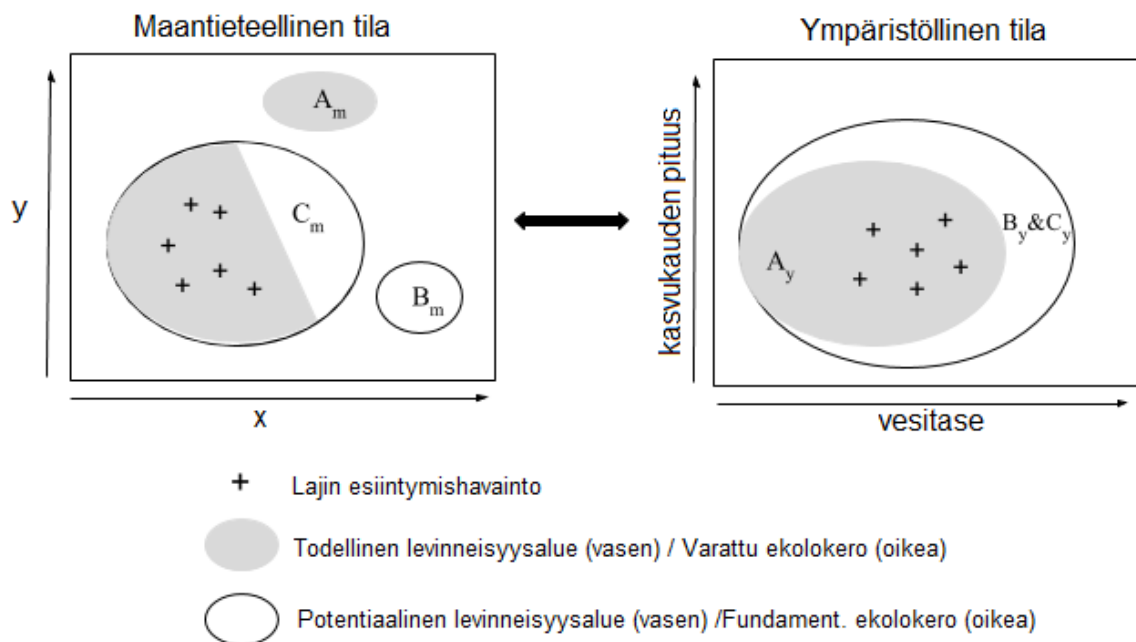 Maantieteellinen tila
Ympäristöllinen tila
A_m
y
C_m
B_m
x
kasvukauden pituus
A_y
B_y&C_y
vesitase
+ Lajin esiintymishavainto
Todellinen levinneisyysalue (vasen) / Varattu ekolokero (oikea)
Potentiaalinen levinneisyysalue (vasen) /Fundament. ekolokero (oikea)